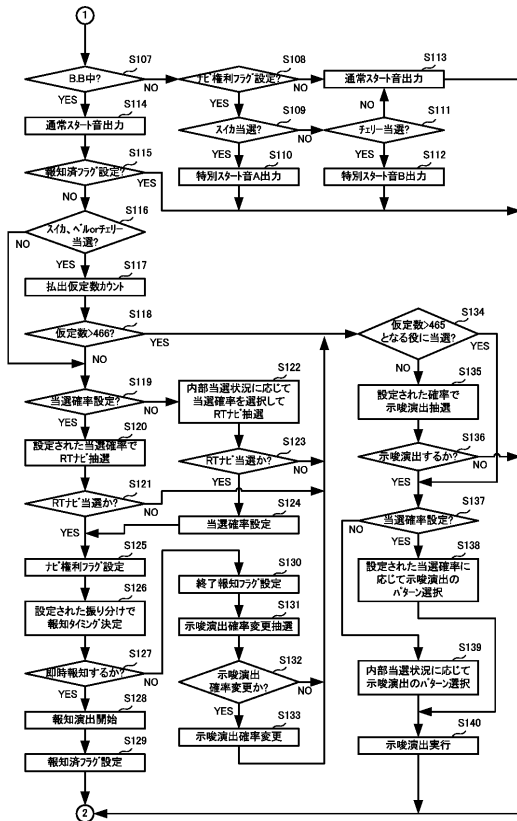 1
S107
B.B中?
YES
NO
S108
ﾅﾋﾞ権利フラグ設定?
YES
NO
S113
通常スタート音出力
S114
通常スタート音出力
S109
スイカ当選?
YES
NO
S111
チェリー当選?
NO
YES
S115
報知済フラグ設定?
YES
NO
S110
特別スタート音A出力
S112
特別スタート音B出力
S116
スイカ、ベルorチェリー
当選?
NO
YES
S117
払出仮定数カウント
S118
仮定数>466?
YES
NO
S134
仮定数>465
となる役に当選?
YES
NO
S119
当選確率設定?
YES
NO
S122
内部当選状況に応じて
当選確率を選択して
RTﾅﾋﾞ抽選
S135
設定された確率で
示唆演出抽選
S120
設定された当選確率で
RTﾅﾋﾞ抽選
S123
RTﾅﾋﾞ当選か?
YES
NO
S136
示唆演出するか?
YES
NO
S121
RTﾅﾋﾞ当選か?
YES
NO
S124
当選確率設定
S137
当選確率設定?
NO
YES
S125
ﾅﾋﾞ権利フラグ設定
S126
設定された振り分けで
報知タイミング決定
S130
終了報知フラグ設定
S131
示唆演出確率変更抽選
S138
設定された当選確率に
応じて示唆演出の
パターン選択
S127
即時報知するか?
YES
NO
S132
示唆演出
確率変更か?
YES
NO
S139
内部当選状況に応じて
示唆演出のパターン選択
S128
報知演出開始
S133
示唆演出確率変更
S140
示唆演出実行
S129
報知済フラグ設定
2